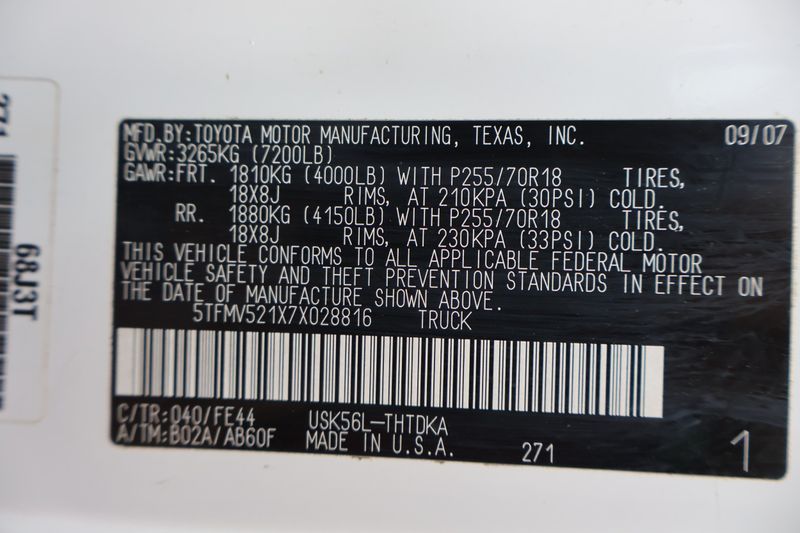 MFD.BY:TOYOTA MOTOR MANUFACTURING, TEXAS, INC. 09/07
GVWR:3265KG (7200LB)
GAWR:FRT. 1810KG (4000LB) WITH P255/70R18 TIRES,
18X8J RIMS, AT 210KPA (30PSI) COLD.
RR. 1880KG (4150LB) WITH P255/70R18 TIRES,
18X8J RIMS, AT 230KPA (33PSI) COLD.
THIS VEHICLE CONFORMS TO ALL APPLICABLE FEDERAL MOTOR
VEHICLE SAFETY AND THEFT PREVENTION STANDARDS IN EFFECT ON
THE DATE OF MANUFACTURE SHOWN ABOVE.
5TFMV521X7X028816 TRUCK
C/TR:040/FE44 USK56L-THTDKA
A/TM:B02A/AB60F MADE IN U.S.A. 271 1
68J3T